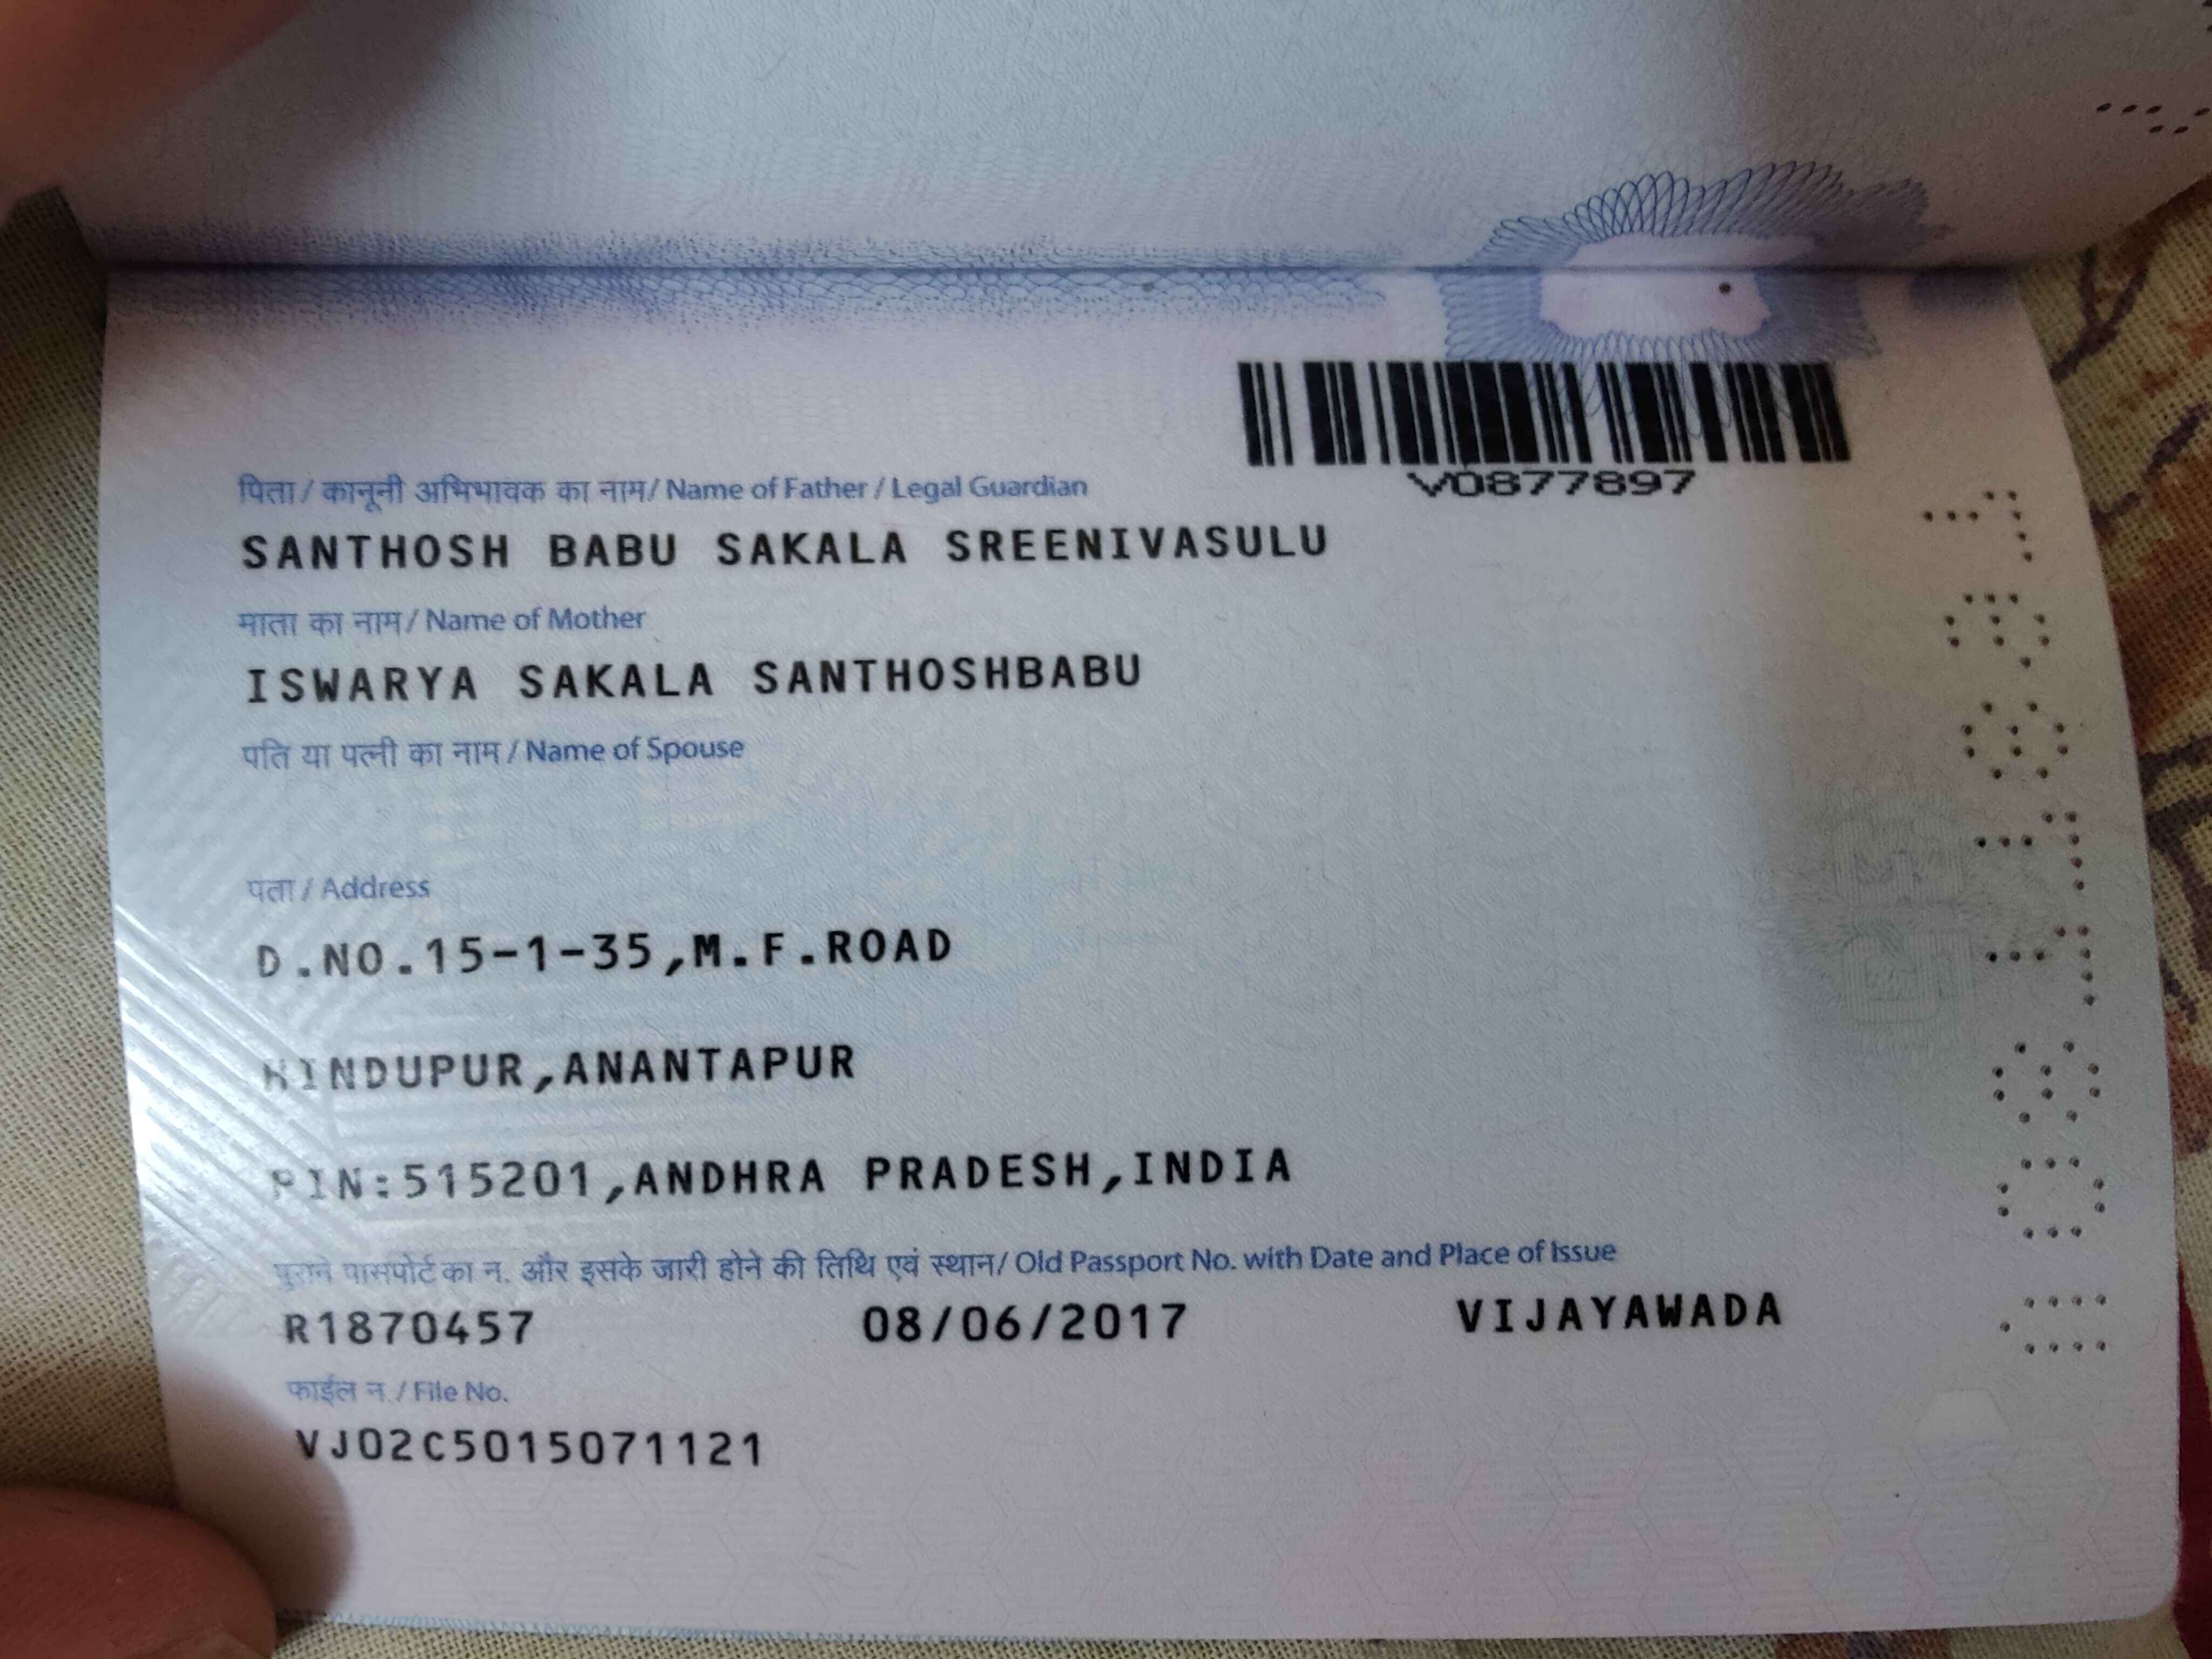 V0877897
पिता / कानूनी अभिभावक का नाम/ Name of Father / Legal Guardian
SANTHOSH BABU SAKALA SREENIVASULU
माता का नाम/ Name of Mother
ISWARYA SAKALA SANTHOSHBABU
पति या पत्नी का नाम / Name of Spouse
पता / Address
D.NO.15-1-35,M.F.ROAD
HINDUPUR,ANANTAPUR
PIN:515201,ANDHRA PRADESH,INDIA
पुराने पासपोर्ट का न. और इसके जारी होने की तिथि एवं स्थान/ Old Passport No. with Date and Place of Issue
R1870457 08/06/2017 VIJAYAWADA
फाईल न. / File No.
VJ02C5015071121